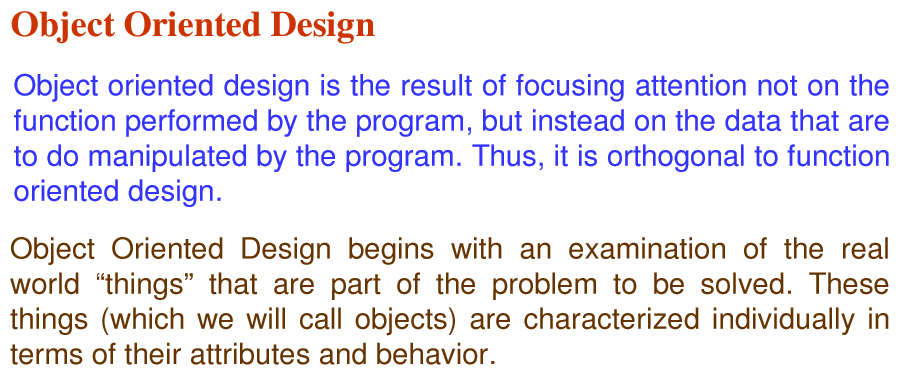 Object Oriented Design
Object oriented design is the result of focusing attention not on the
function performed by the program, but instead on the data that are
to do manipulated by the program. Thus, it is orthogonal to function
oriented design.
Object Oriented Design begins with an examination of the real
world “things” that are part of the problem to be solved. These
things (which we will call objects) are characterized individually in
terms of their attributes and behavior.